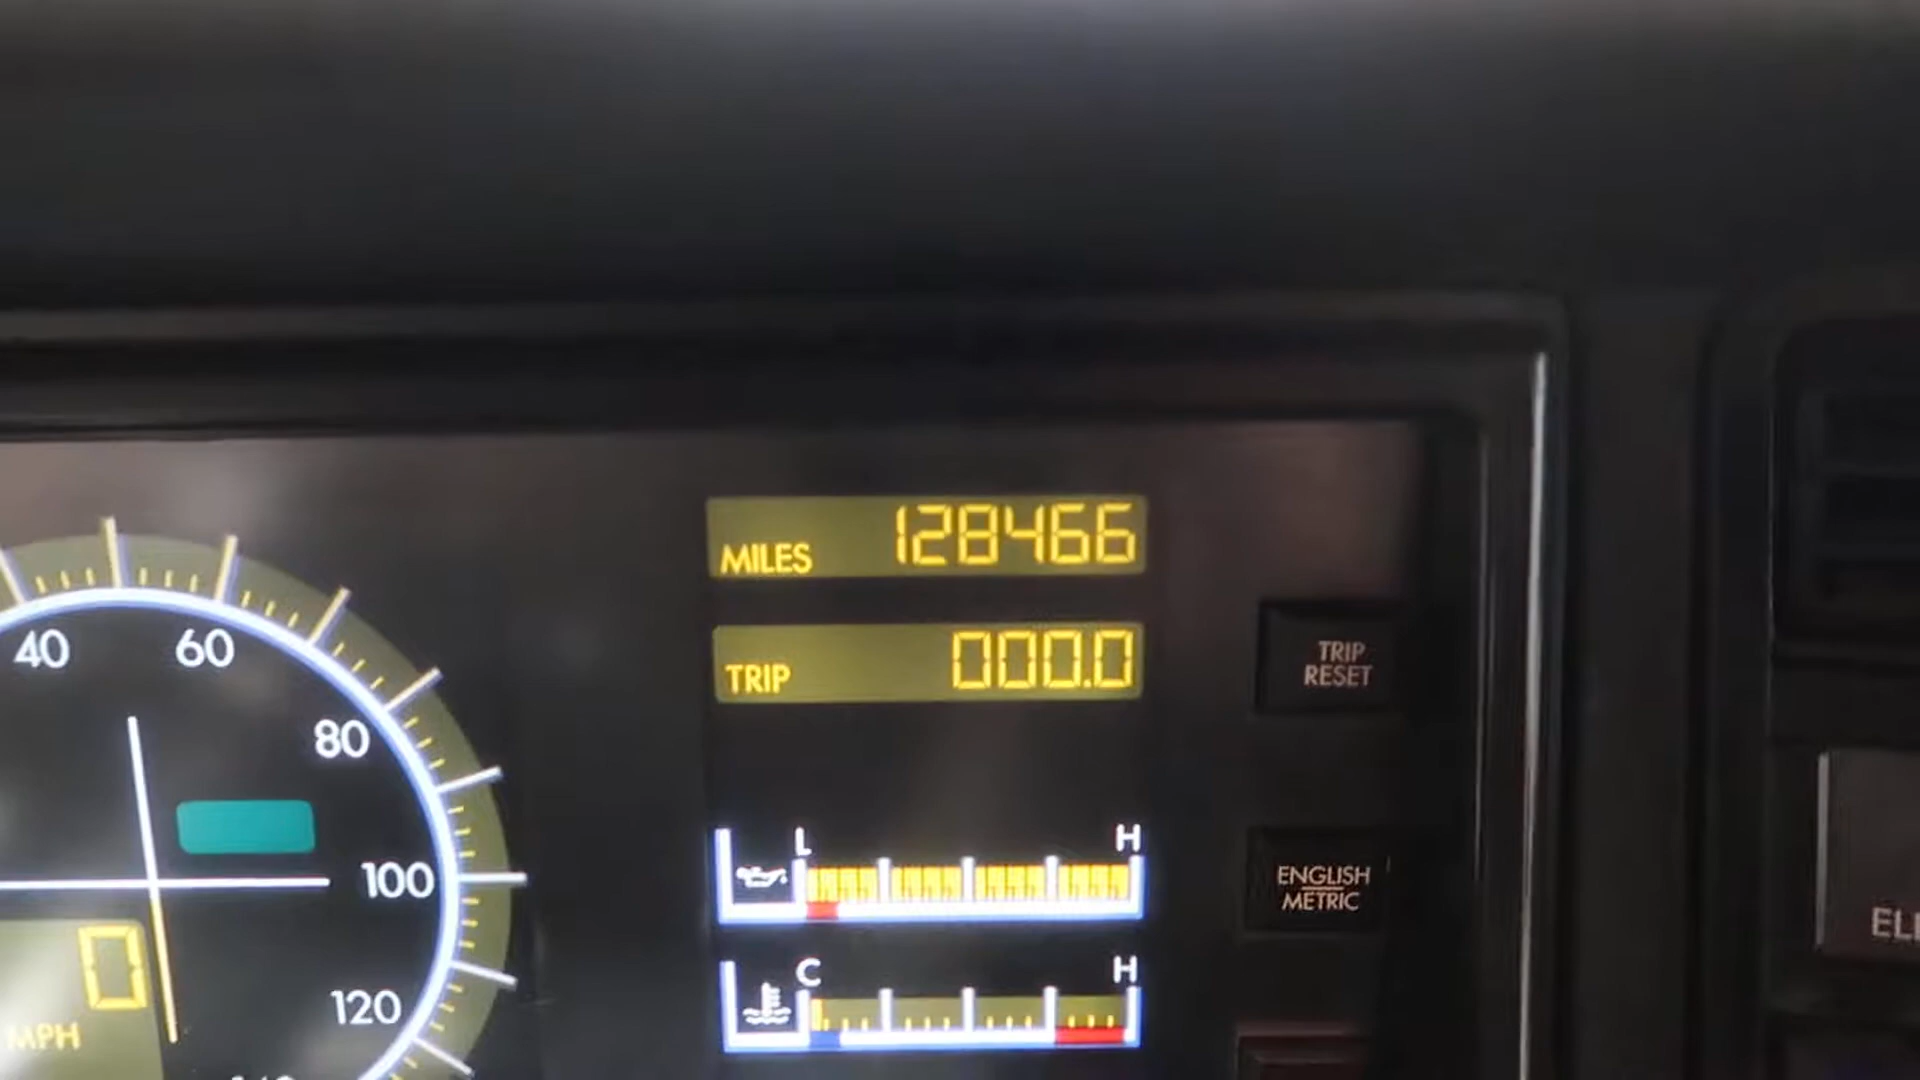 MILES 128466
TRIP 000.0
TRIP
RESET
40
60
80
100
120
0
MPH
L H
C H
ENGLISH
METRIC